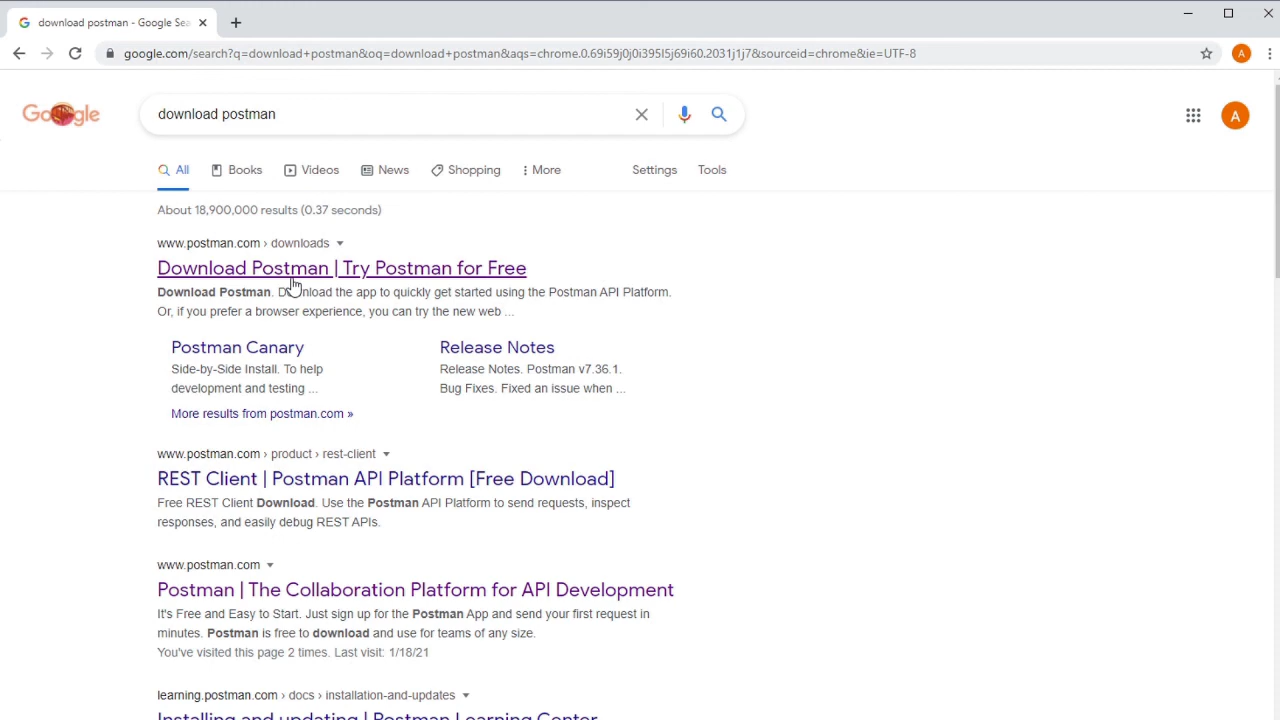 download postman - Google Sea
google.com/search?q=download+postman&oq=download+postman&aqs=chrome.0.69i59j0j0i395l5j69i60.2031j1j7&sourceid=chrome&ie=UTF-8
A
Google
download postman
A
All
Books
Videos
News
Shopping
More
Settings
Tools
About 18,900,000 results (0.37 seconds)
www.postman.com › downloads
Download Postman | Try Postman for Free
Download Postman. Download the app to quickly get started using the Postman API Platform.
Or, if you prefer a browser experience, you can try the new web ...
Postman Canary
Side-by-Side Install. To help
development and testing ...
Release Notes
Release Notes. Postman v7.36.1.
Bug Fixes. Fixed an issue when ...
More results from postman.com »
www.postman.com › product › rest-client
REST Client | Postman API Platform [Free Download]
Free REST Client Download. Use the Postman API Platform to send requests, inspect
responses, and easily debug REST APIs.
www.postman.com
Postman | The Collaboration Platform for API Development
It's Free and Easy to Start. Just sign up for the Postman App and send your first request in
minutes. Postman is free to download and use for teams of any size.
You've visited this page 2 times. Last visit: 1/18/21
learning.postman.com › docs › installation-and-updates
Installing and updating | Postman Learning Center